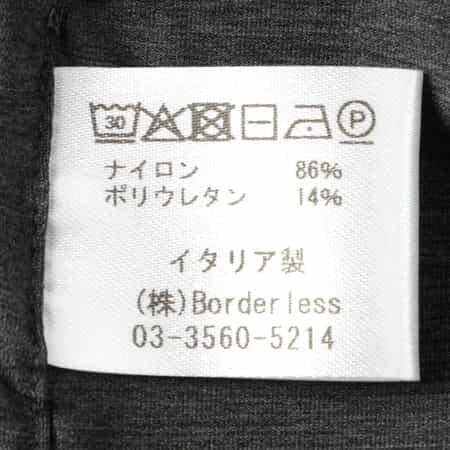 30 P
ナイロン 86%
ポリウレタン 14%
イタリア製
(株)Borderless
03-3560-5214